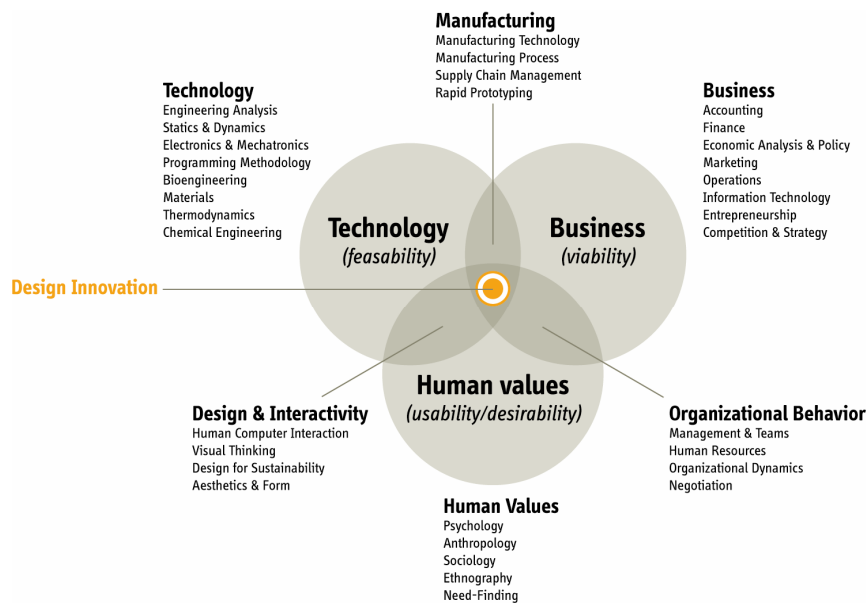 Manufacturing
Manufacturing Technology
Manufacturing Process
Supply Chain Management
Rapid Prototyping
Technology
Engineering Analysis
Statics & Dynamics
Electronics & Mechatronics
Programming Methodology
Bioengineering
Materials
Thermodynamics
Chemical Engineering
Business
Accounting
Finance
Economic Analysis & Policy
Marketing
Operations
Information Technology
Entrepreneurship
Competition & Strategy
Technology
(feasability)
Business
(viability)
Design Innovation
Human values
(usability/desirability)
Design & Interactivity
Human Computer Interaction
Visual Thinking
Design for Sustainability
Aesthetics & Form
Organizational Behavior
Management & Teams
Human Resources
Organizational Dynamics
Negotiation
Human Values
Psychology
Anthropology
Sociology
Ethnography
Need-Finding